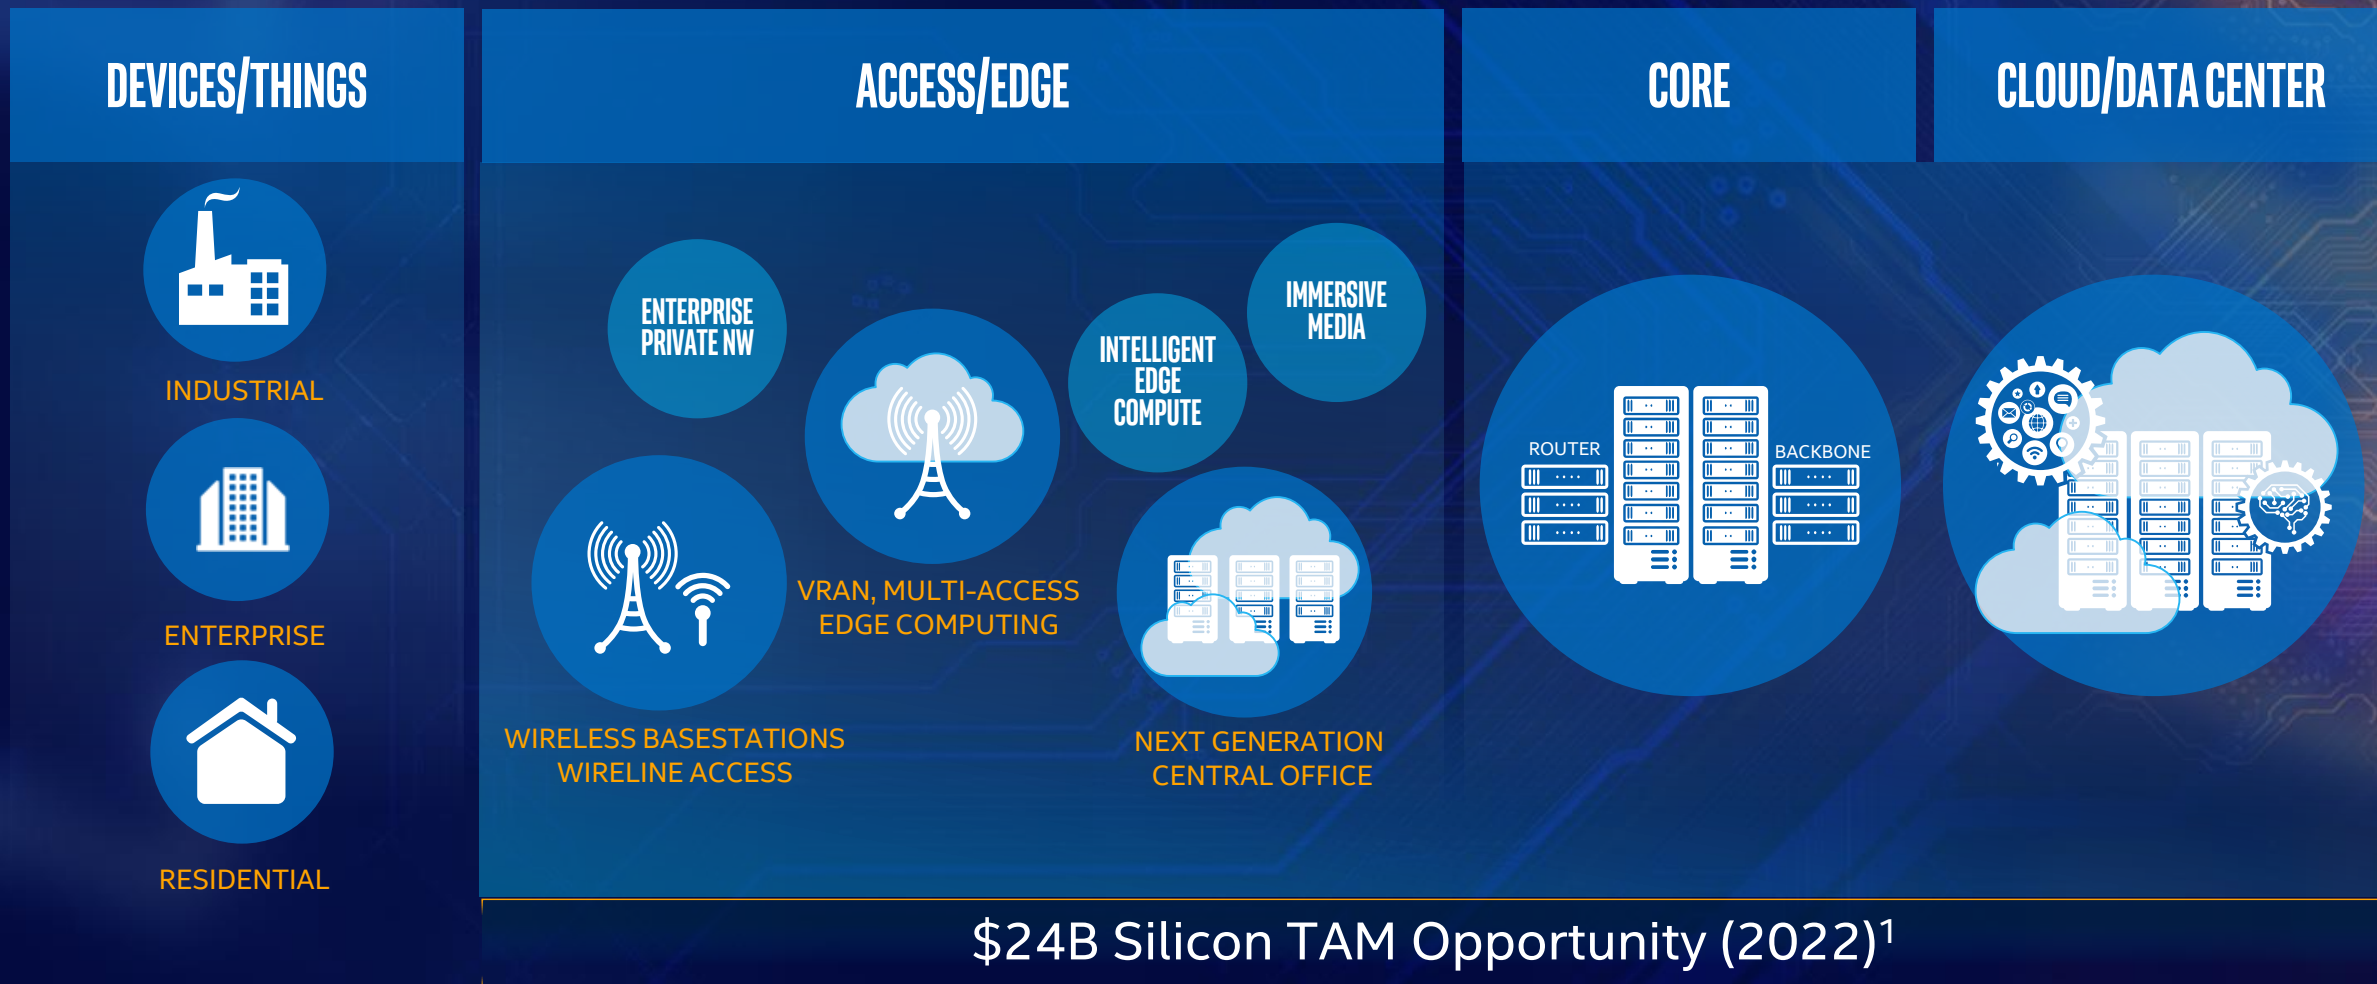 DEVICES/THINGS
ACCESS/EDGE
CORE
CLOUD/DATA CENTER
INDUSTRIAL
ENTERPRISE
RESIDENTIAL
ENTERPRISE
PRIVATE NW
INTELLIGENT
EDGE
COMPUTE
IMMERSIVE
MEDIA
VRAN, MULTI-ACCESS
EDGE COMPUTING
WIRELESS BASESTATIONS
WIRELINE ACCESS
NEXT GENERATION
CENTRAL OFFICE
ROUTER
BACKBONE
$24B Silicon TAM Opportunity (2022)¹